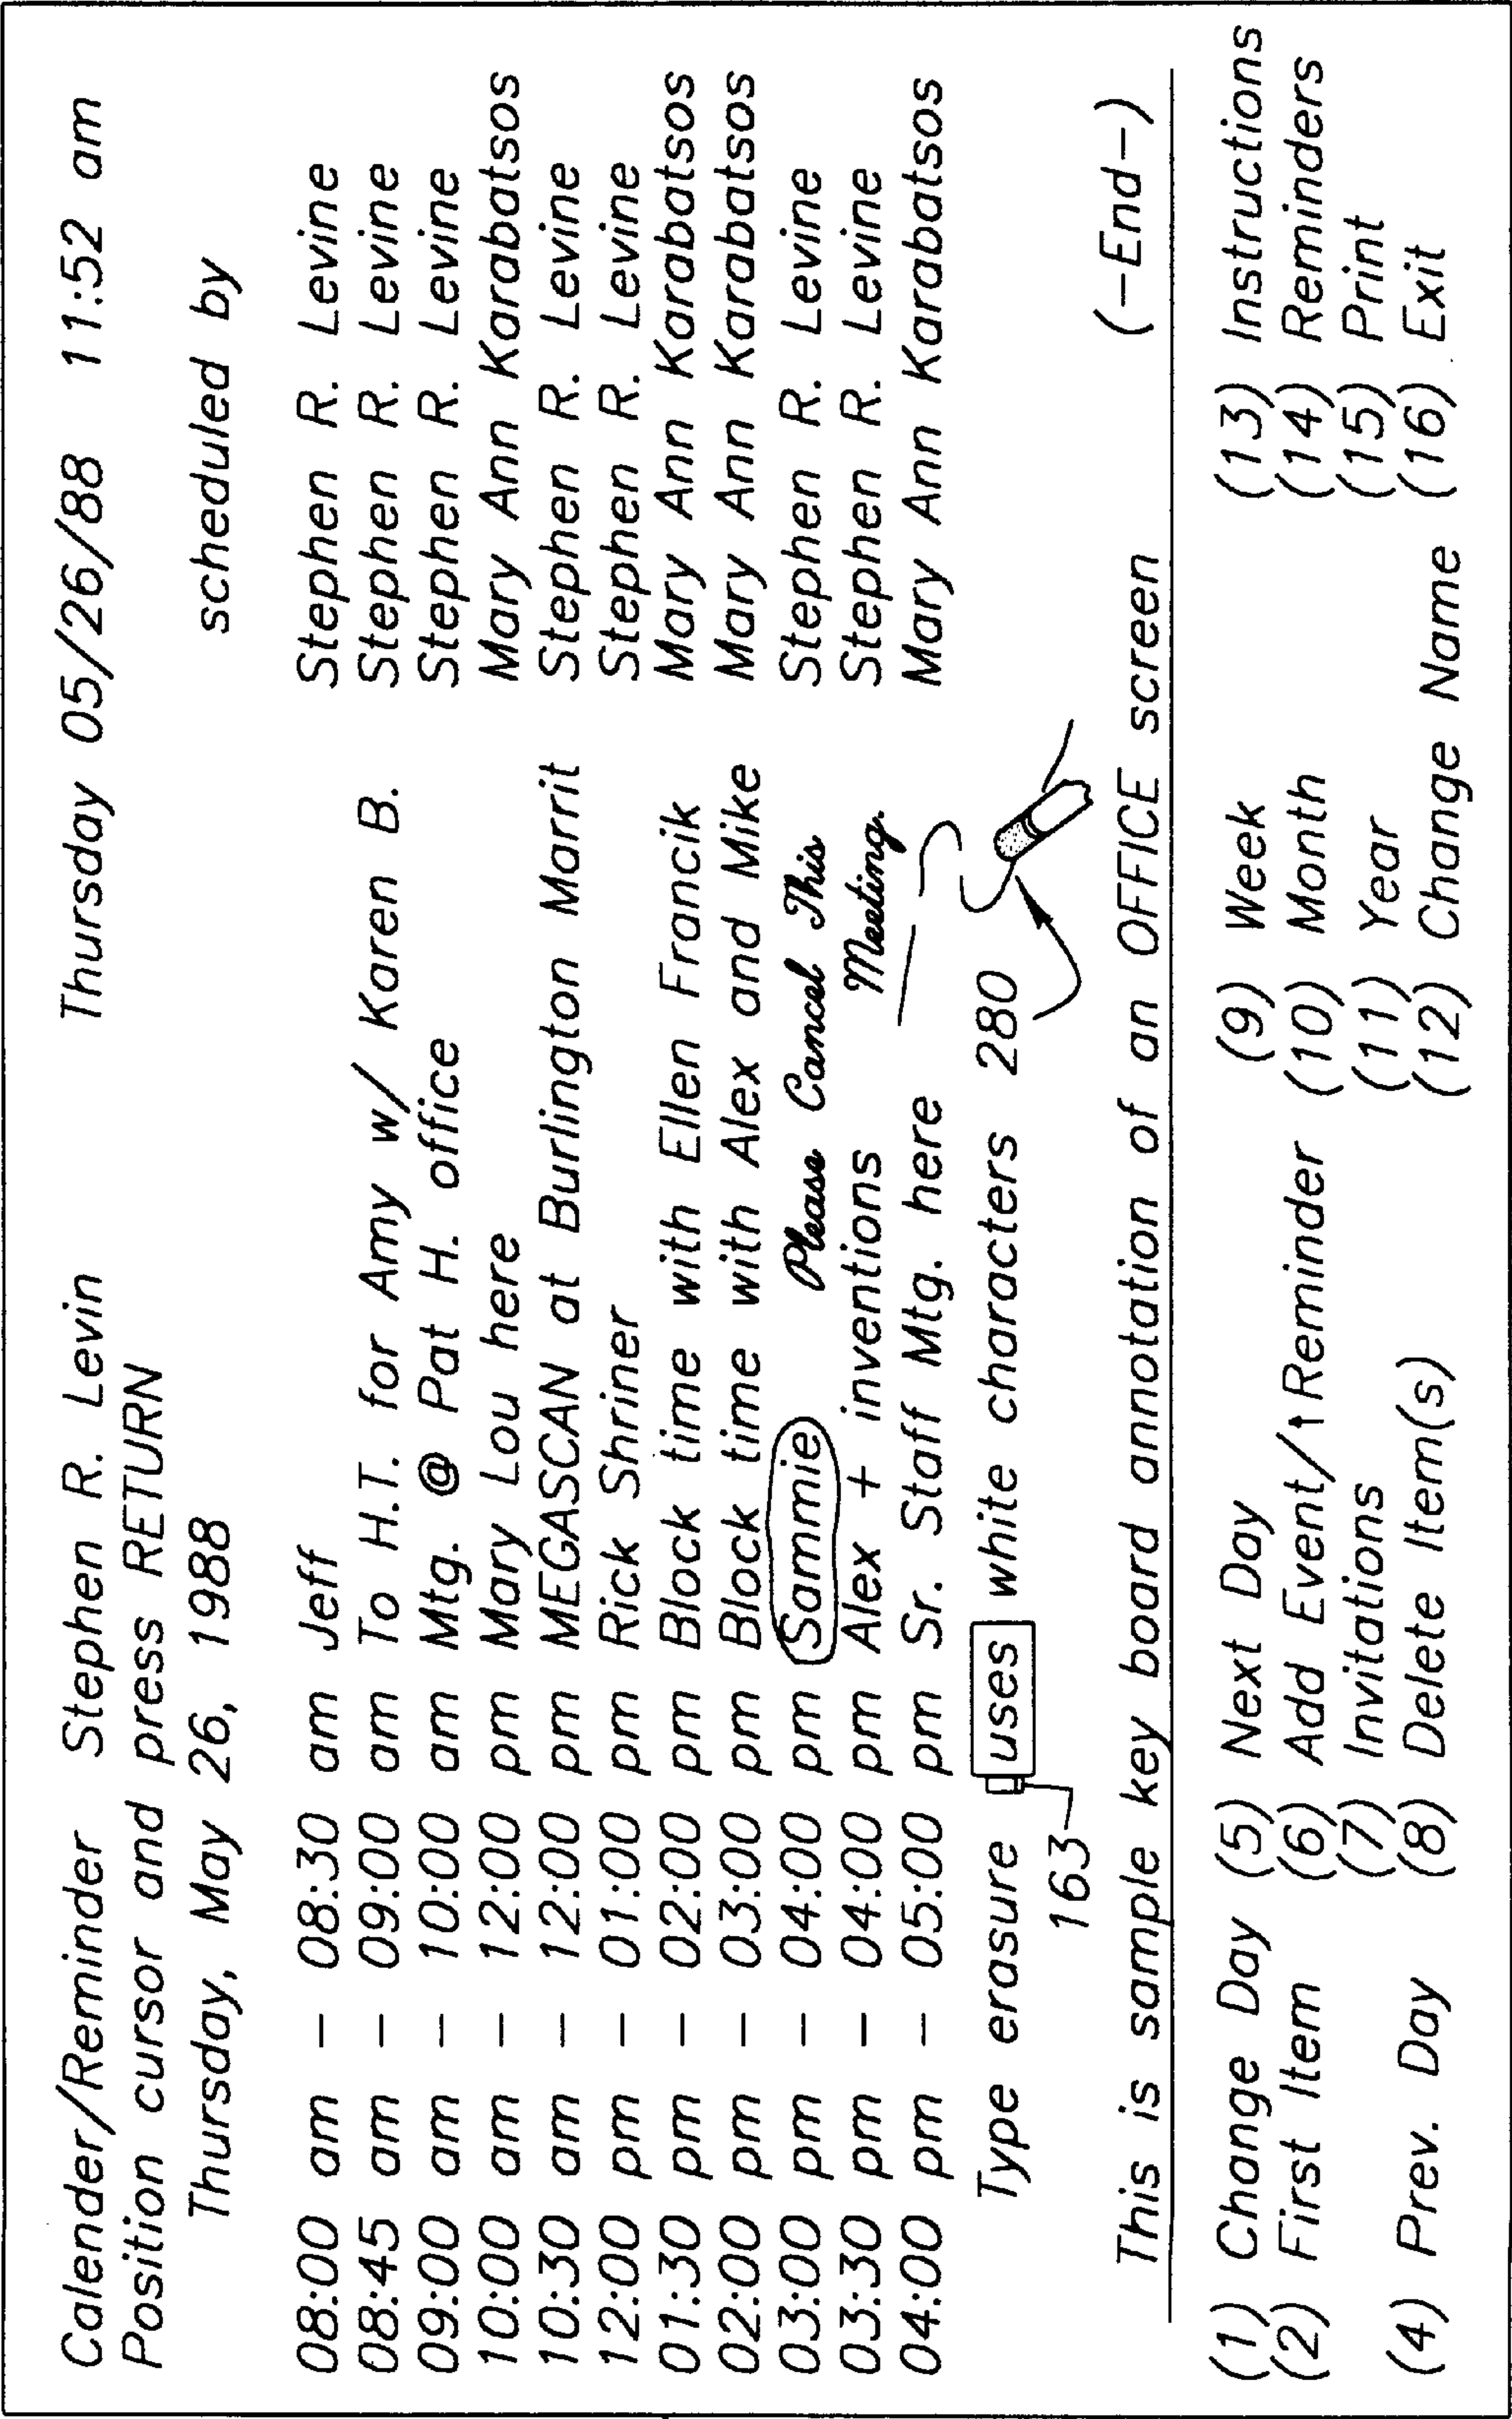 Calender/Reminder Stephen R. Levin Thursday 05/26/88 11:52 am
Position cursor and press RETURN
Thursday, May 26, 1988 scheduled by
08:00 am - 08:30 am Jeff Stephen R. Levine
08:45 am - 09:00 am To H.T. for Amy w/ Karen B. Stephen R. Levine
09:00 am - 10:00 am Mtg. @ Pat H. office Stephen R. Levine
10:00 am - 12:00 pm Mary Lou here Mary Ann Karabatsos
10:30 am - 12:00 pm MEGASCAN at Burlington Marrit Stephen R. Levine
12:00 pm - 01:00 pm Rick Shriner Stephen R. Levine
01:30 pm - 02:00 pm Block time with Ellen Francik Mary Ann Karabatsos
02:00 pm - 03:00 pm Block time with Alex and Mike Mary Ann Karabatsos
03:00 pm - 04:00 pm Sammie Please Cancel This Stephen R. Levine
03:30 pm - 04:00 pm Alex + inventions Meeting. Stephen R. Levine
04:00 pm - 05:00 pm Sr. Staff Mtg. here Mary Ann Karabatsos
Type erasure uses white characters 280
163
(-End-)
This is sample key board annotation of an OFFICE screen
(1) Change Day (5) Next Day (9) Week (13) Instructions
(2) First Item (6) Add Event/↑Reminder (10) Month (14) Reminders
(7) Invitations (11) Year (15) Print
(4) Prev. Day (8) Delete Item(s) (12) Change Name (16) Exit